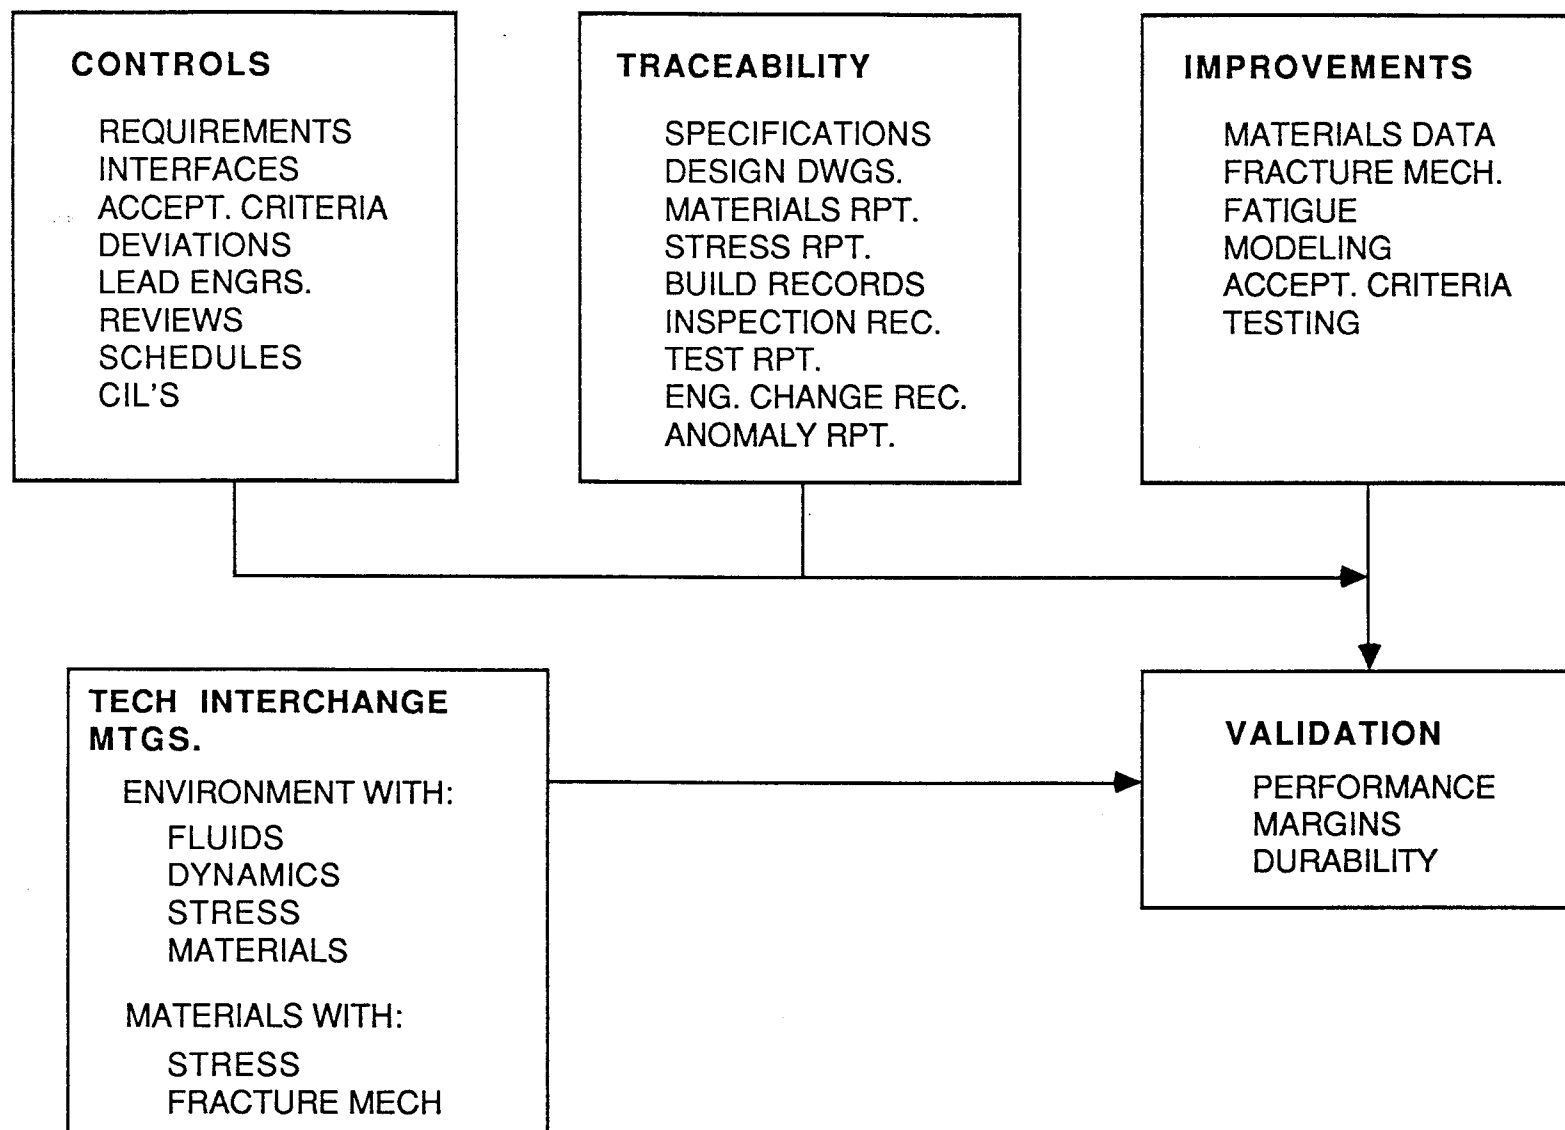 CONTROLS
REQUIREMENTS
INTERFACES
ACCEPT. CRITERIA
DEVIATIONS
LEAD ENGRS.
REVIEWS
SCHEDULES
CIL'S
TRACEABILITY
SPECIFICATIONS
DESIGN DWGS.
MATERIALS RPT.
STRESS RPT.
BUILD RECORDS
INSPECTION REC.
TEST RPT.
ENG. CHANGE REC.
ANOMALY RPT.
IMPROVEMENTS
MATERIALS DATA
FRACTURE MECH.
FATIGUE
MODELING
ACCEPT. CRITERIA
TESTING
TECH INTERCHANGE
MTGS.
ENVIRONMENT WITH:
FLUIDS
DYNAMICS
STRESS
MATERIALS
MATERIALS WITH:
STRESS
FRACTURE MECH
VALIDATION
PERFORMANCE
MARGINS
DURABILITY